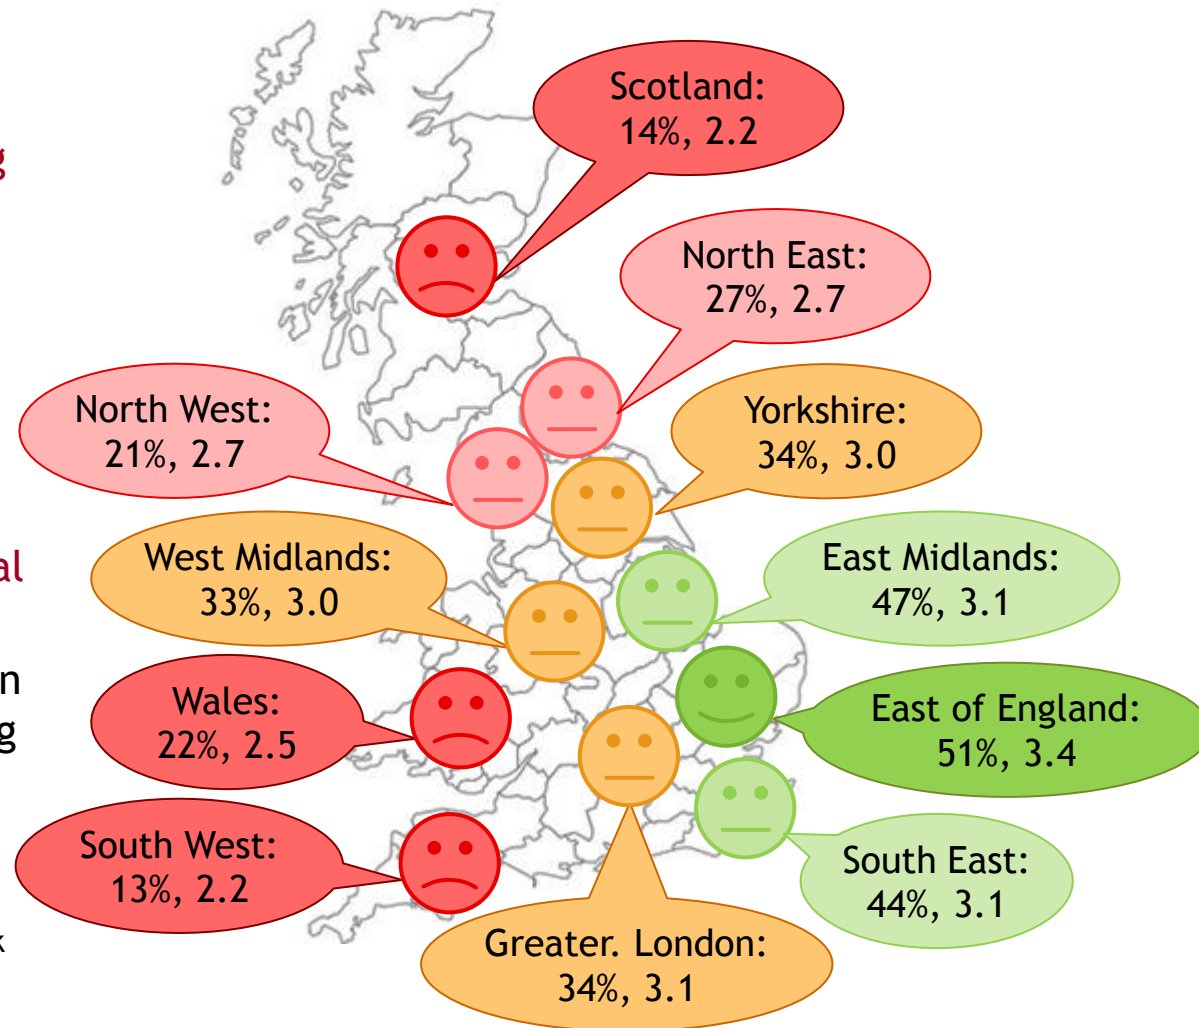 Scotland:
14%, 2.2
g
North East:
27%, 2.7
North West:
21%, 2.7
Yorkshire:
34%, 3.0
al
West Midlands:
33%, 3.0
East Midlands:
47%, 3.1
n
g
Wales:
22%, 2.5
East of England:
51%, 3.4
South West:
13%, 2.2
South East:
44%, 3.1
k
Greater. London:
34%, 3.1